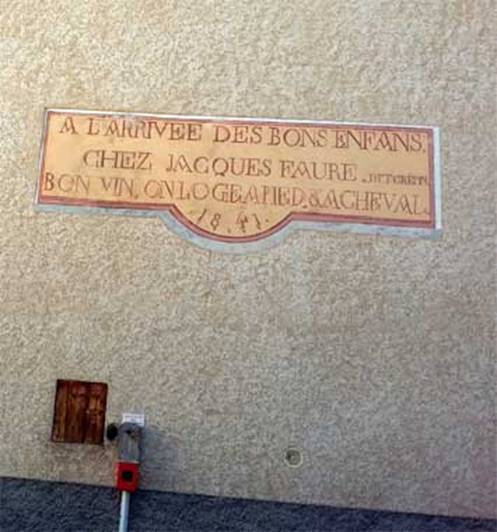 A L'ARRIVEE DES BONS ENFANS.
CHEZ JACQUES FAURE.
BON VIN, ON LOGE A PIED, & A CHEVAL.
1841.